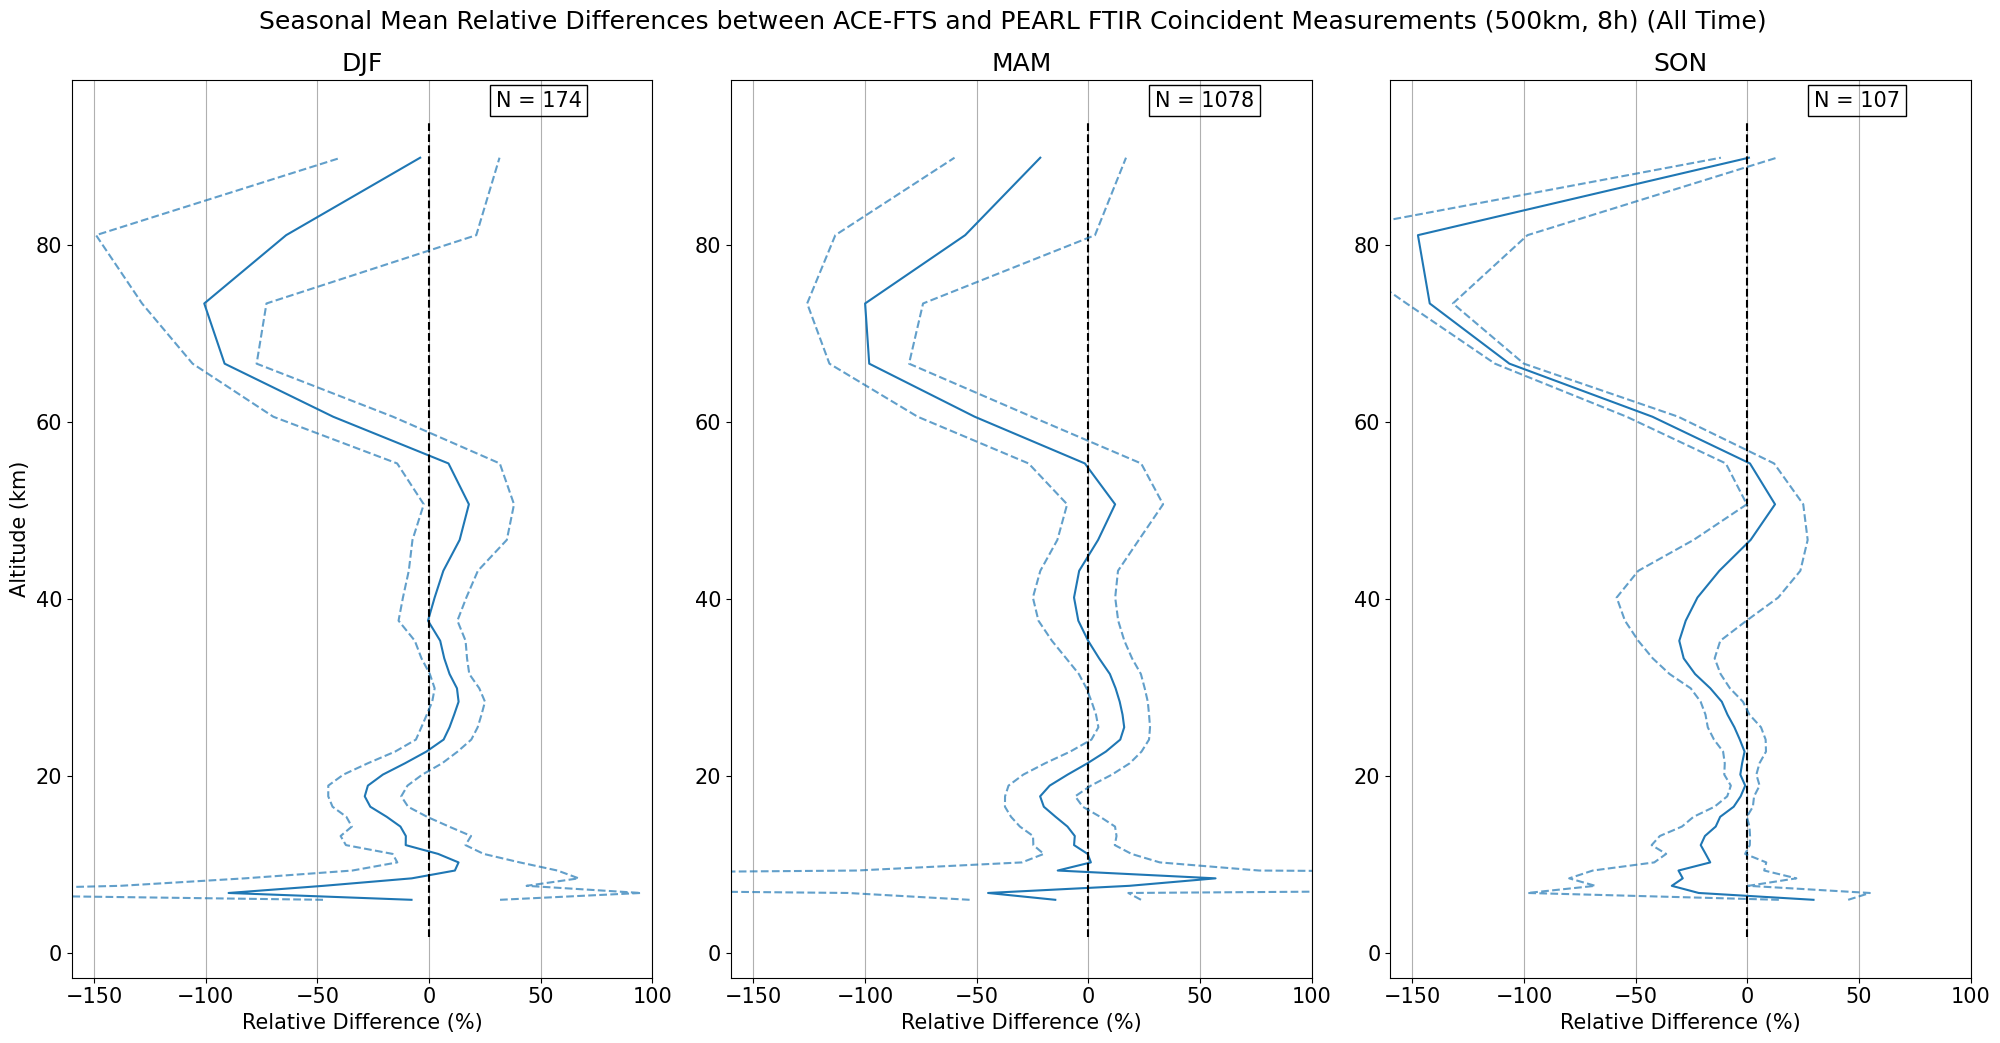 Seasonal Mean Relative Differences between ACE-FTS and PEARL FTIR Coincident Measurements (500km, 8h) (All Time)
DJF
N = 174
80
60
40
20
0
Altitude (km)
−150 −100 −50 0 50 100
Relative Difference (%)
MAM
N = 1078
80
60
40
20
0
−150 −100 −50 0 50 100
Relative Difference (%)
SON
N = 107
80
60
40
20
0
−150 −100 −50 0 50 100
Relative Difference (%)